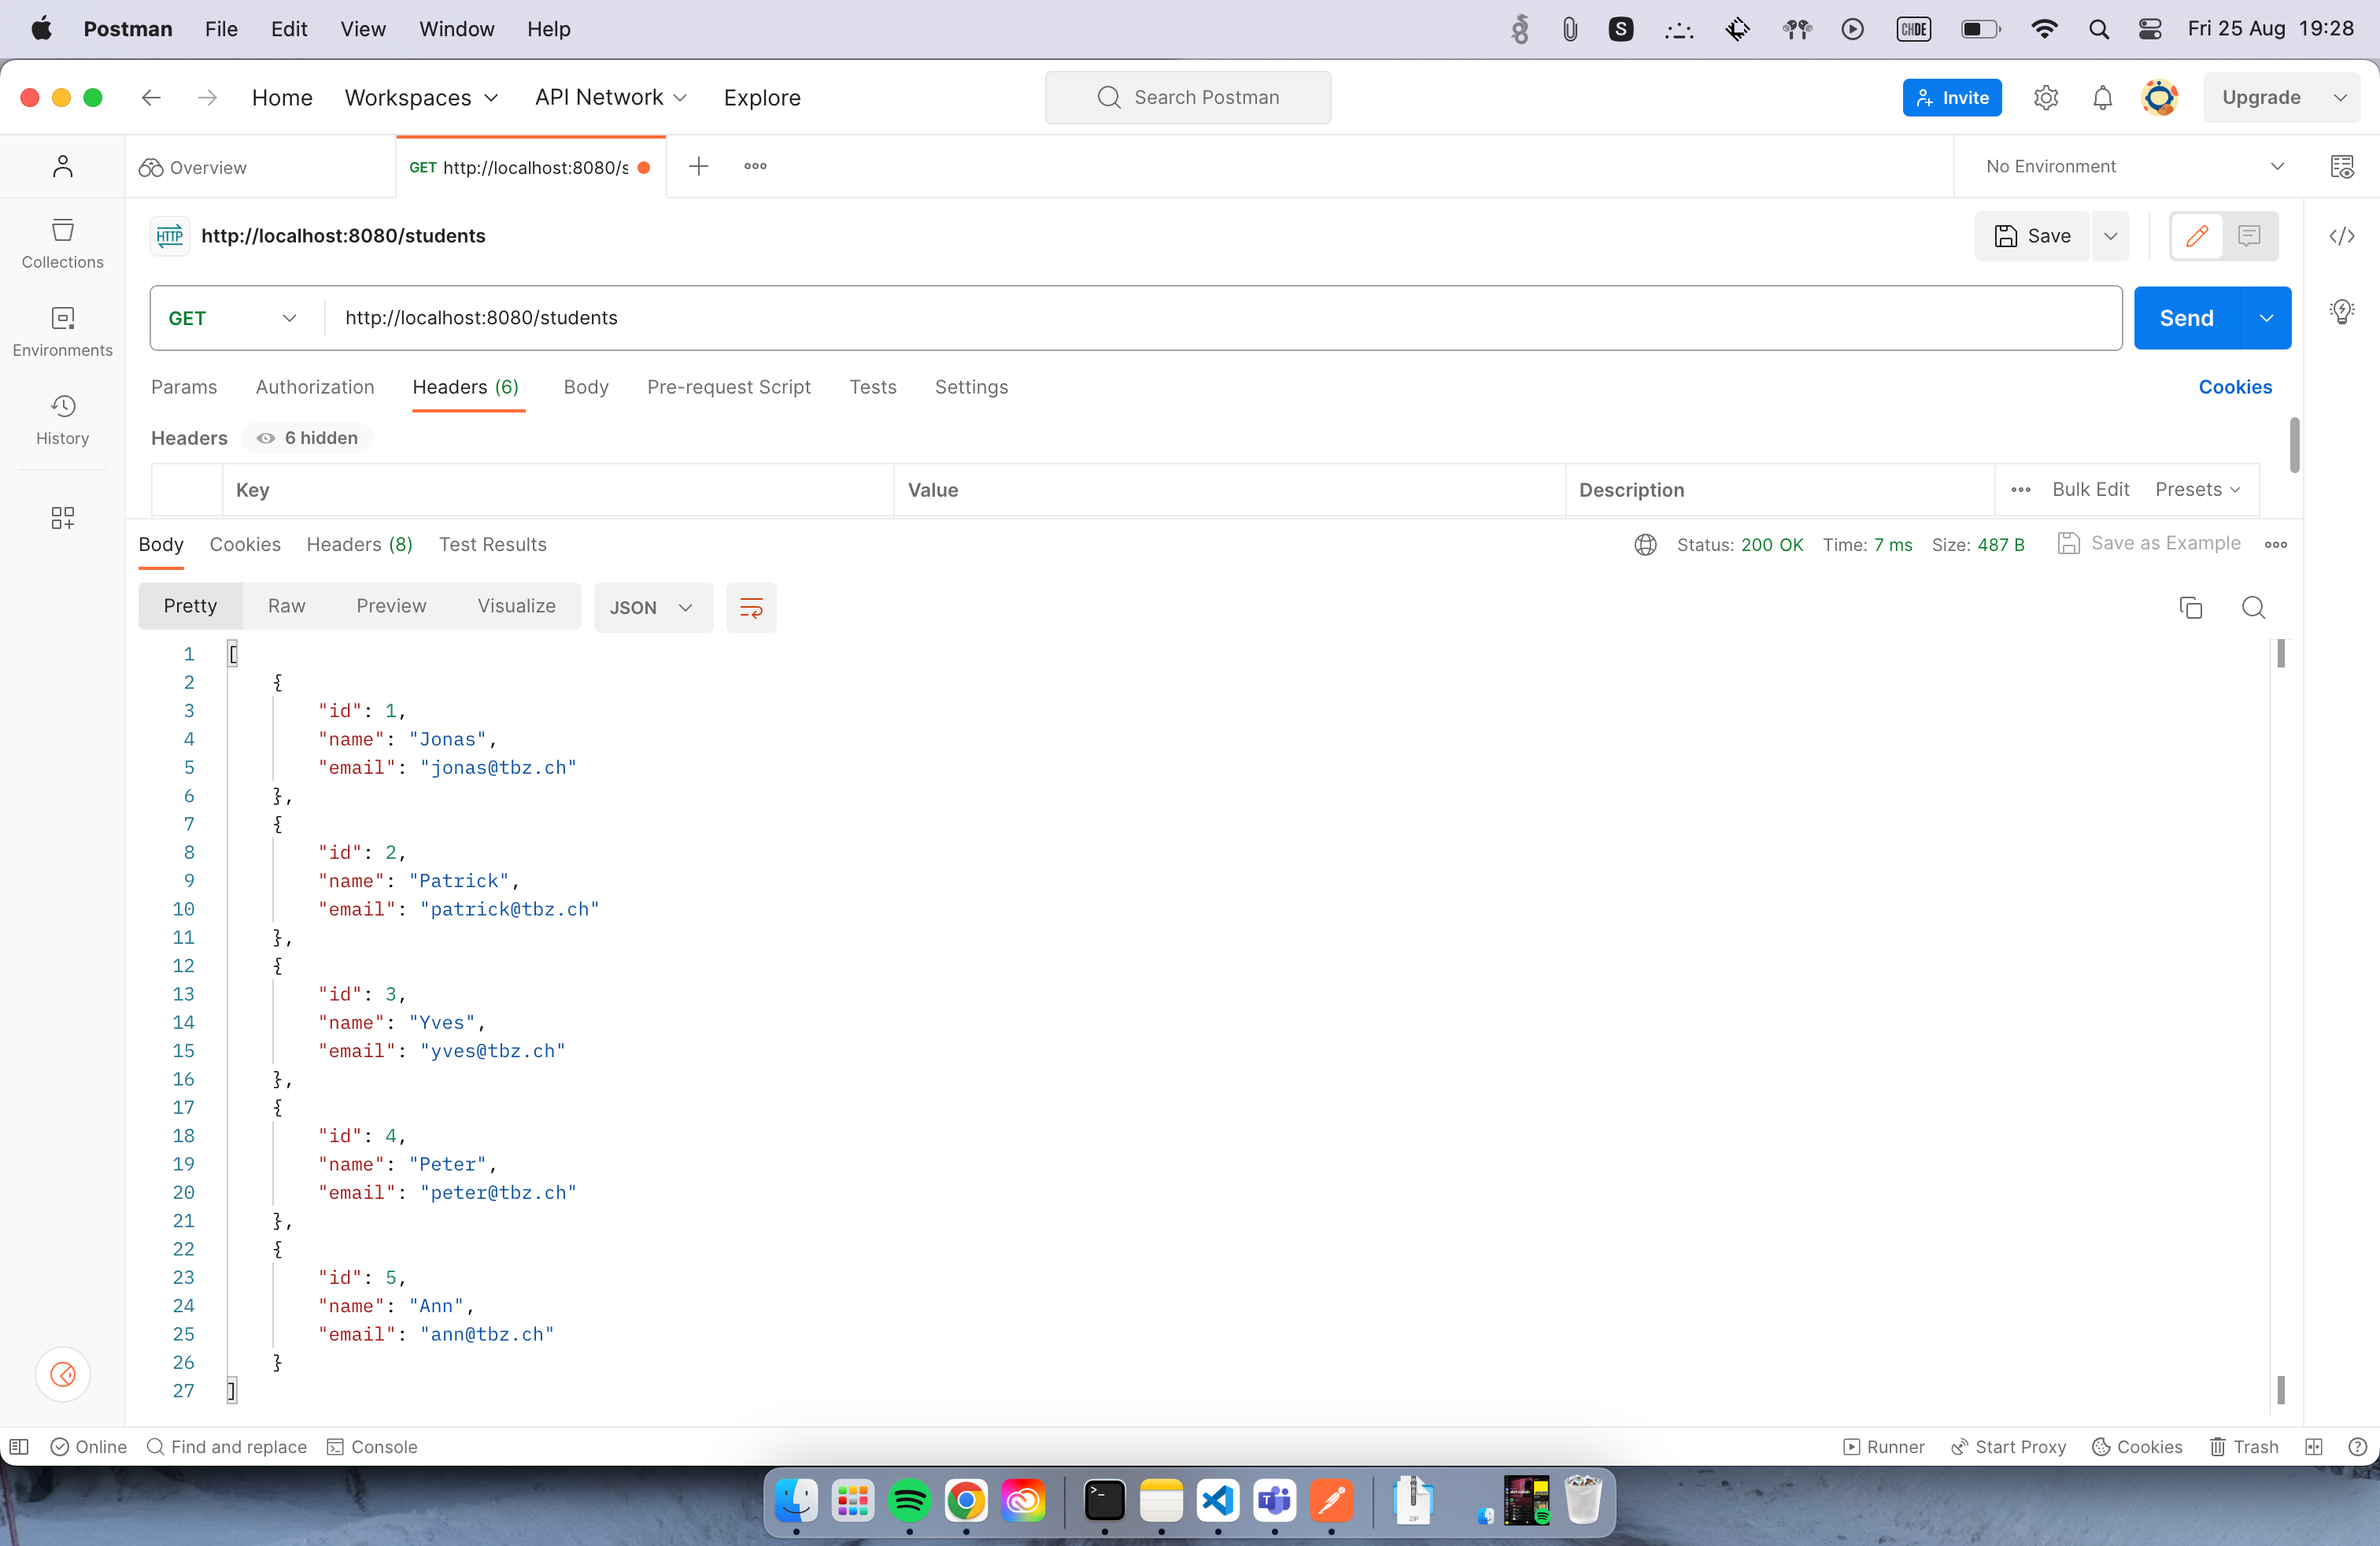 Postman File Edit View Window Help S CHDE Fri 25 Aug 19:28
Home Workspaces API Network Explore Search Postman Invite Upgrade
Overview GET http://localhost:8080/s No Environment
HTTP http://localhost:8080/students Save
Collections
Environments
History
GET http://localhost:8080/students Send
Params Authorization Headers (6) Body Pre-request Script Tests Settings Cookies
Headers 6 hidden
Key Value Description Bulk Edit Presets
Body Cookies Headers (8) Test Results Status: 200 OK Time: 7 ms Size: 487 B Save as Example
Pretty Raw Preview Visualize JSON
1 [
2 {
3 "id": 1,
4 "name": "Jonas",
5 "email": "jonas@tbz.ch"
6 },
7 {
8 "id": 2,
9 "name": "Patrick",
10 "email": "patrick@tbz.ch"
11 },
12 {
13 "id": 3,
14 "name": "Yves",
15 "email": "yves@tbz.ch"
16 },
17 {
18 "id": 4,
19 "name": "Peter",
20 "email": "peter@tbz.ch"
21 },
22 {
23 "id": 5,
24 "name": "Ann",
25 "email": "ann@tbz.ch"
26 }
27 ]
Online Find and replace Console Runner Start Proxy Cookies Trash
ZIP